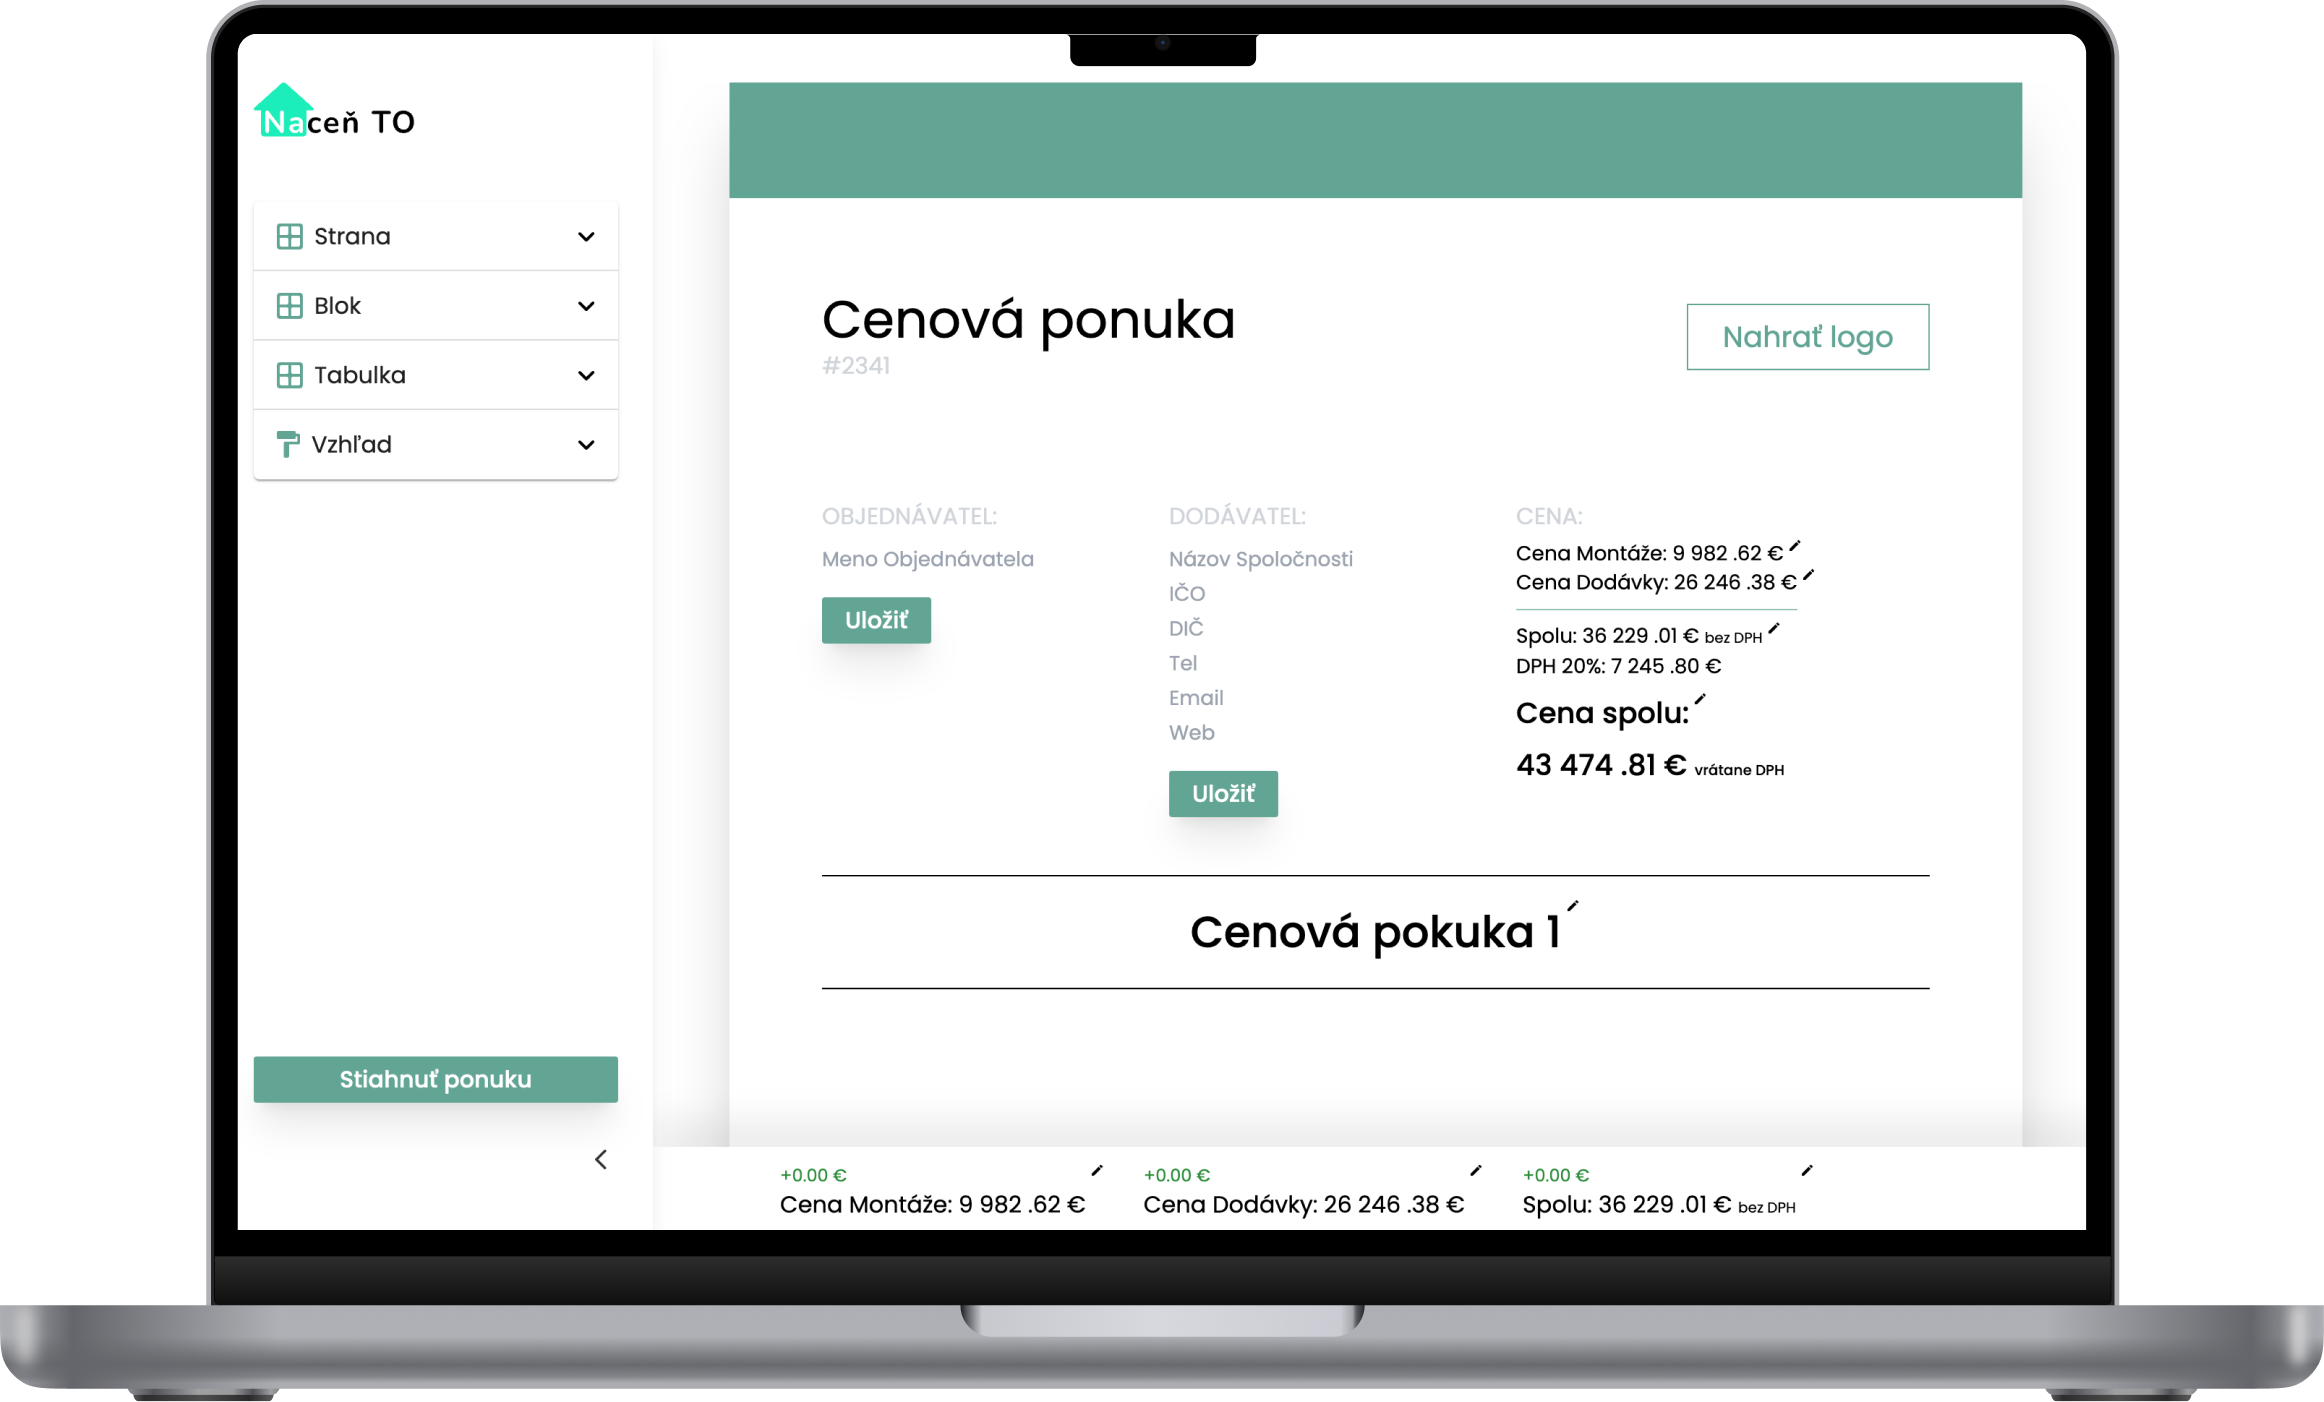 Naceň TO
Strana
Blok
Tabulka
Vzhľad
Stiahnuť ponuku
Cenová ponuka
#2341
Nahrať logo
OBJEDNÁVATEL:
Meno Objednávatela
Uložiť
DODÁVATEL:
Názov Spoločnosti
IČO
DIČ
Tel
Email
Web
Uložiť
CENA:
Cena Montáže: 9 982 .62 €
Cena Dodávky: 26 246 .38 €
Spolu: 36 229 .01 € bez DPH
DPH 20%: 7 245 .80 €
Cena spolu:
43 474 .81 € vrátane DPH
Cenová pokuka 1
+0.00 €
Cena Montáže: 9 982 .62 €
+0.00 €
Cena Dodávky: 26 246 .38 €
+0.00 €
Spolu: 36 229 .01 € bez DPH